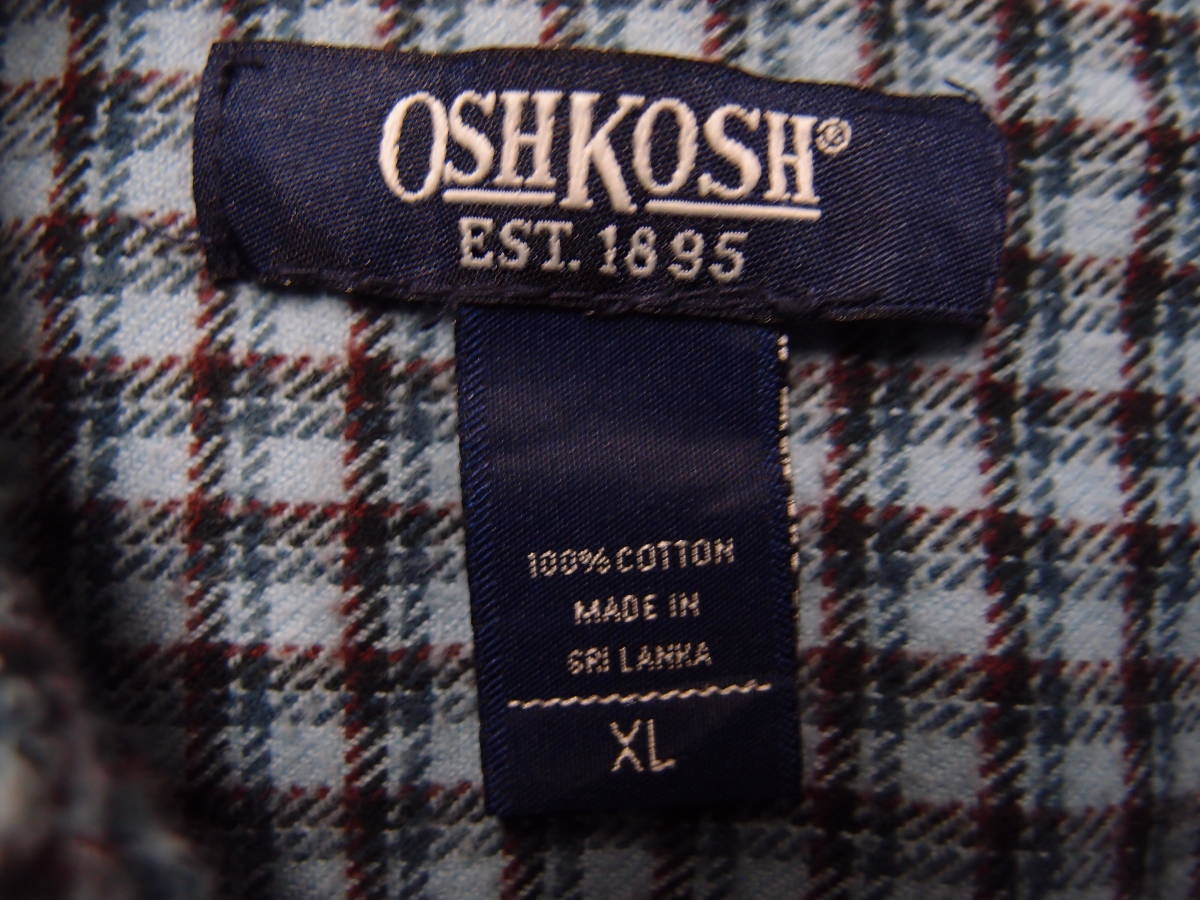 OSHKOSH®
EST. 1895
100% COTTON
MADE IN
SRI LANKA
XL